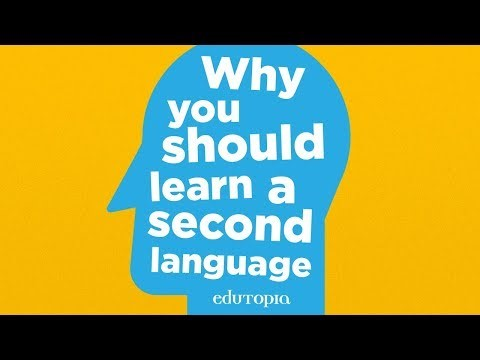 Why
you
should
learn a
second
language
edutopia